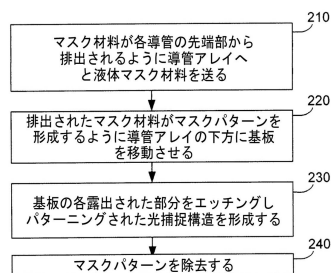 210
マスク材料が各導管の先端部から
排出されるように導管アレイへ
と液体マスク材料を送る
220
排出されたマスク材料がマスクパターンを
形成するように導管アレイの下方に基板
を移動させる
230
基板の各露出された部分をエッチングし
パターニングされた光捕捉構造を形成する
240
マスクパターンを除去する